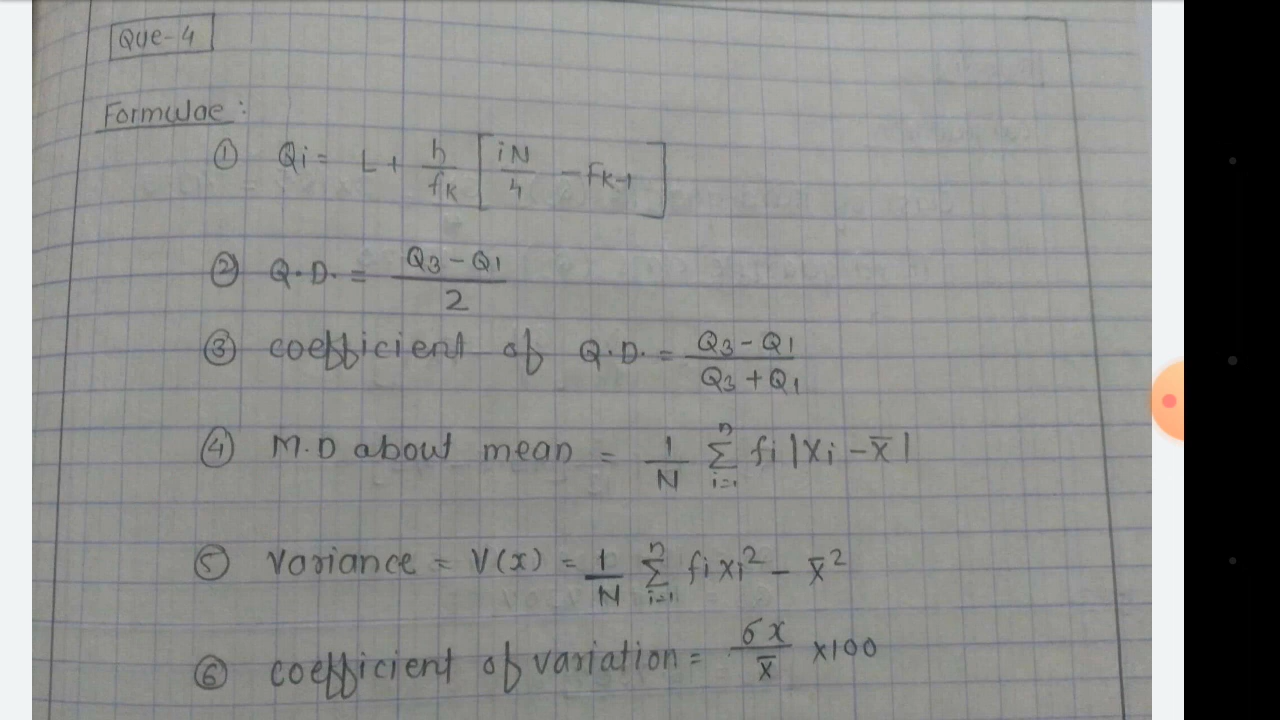 Que-4
Formulae:
① Qi = L + h/fk [iN/4 - Fk-1]
② Q.D. = Q3 - Q1 / 2
③ coefficient of Q.D. = Q3 - Q1 / Q3 + Q1
④ M.D about mean = 1/N Σ i=1 n fi |xi - x̄|
⑤ Variance = V(x) = 1/N Σ i=1 n fi xi² - x̄²
⑥ coefficient of variation = σx / x̄ ×100